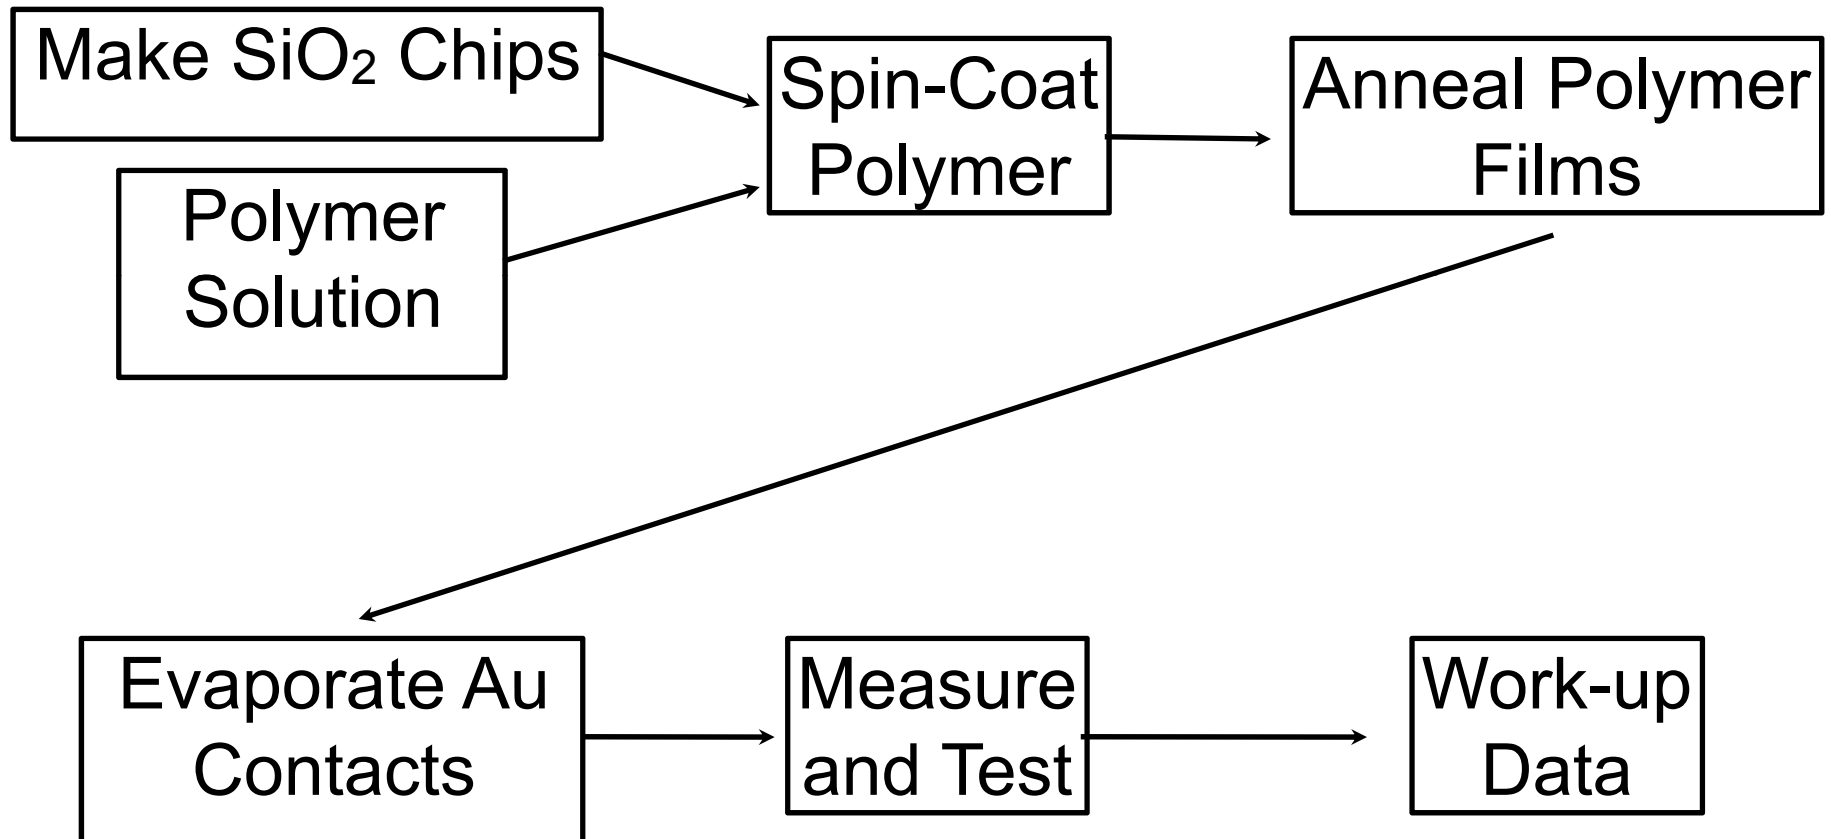 Make SiO₂ Chips
Polymer
Solution
Spin-Coat
Polymer
Anneal Polymer
Films
Evaporate Au
Contacts
Measure
and Test
Work-up
Data